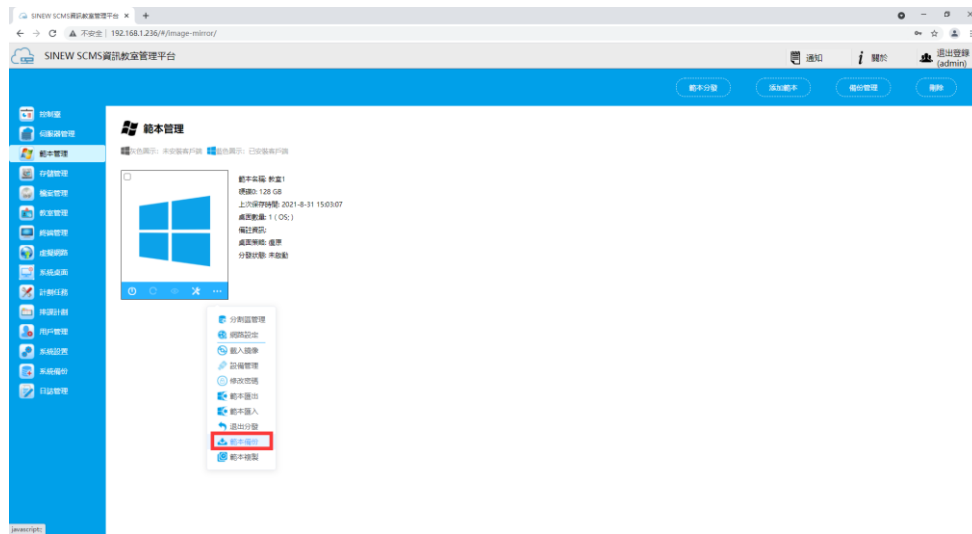 SINEW SCMS資訊教室管理平台
不安全 192.168.1.236/#/image-mirror/
SINEW SCMS資訊教室管理平台
通知
關於
退出登錄
(admin)
範本分發
添加範本
備份管理
刪除
控制臺
伺服器管理
範本管理
存儲管理
檔案管理
教室管理
終端管理
虛擬網路
系統桌面
計劃任務
排課計劃
用戶管理
系統設置
系統備份
日誌管理
範本管理
灰色圖示: 未安裝客戶端 藍色圖示: 已安裝客戶端
範本名稱: 教室1
硬碟0: 128 GB
上次保存時間: 2021-8-31 15:03:07
桌面數量: 1 ( OS; )
備註資訊:
桌面策略: 還原
分發狀態: 未啟動
分割區管理
網路設定
載入鏡像
設備管理
修改密碼
範本匯出
範本匯入
退出分發
範本備份
範本複製
javascript:;